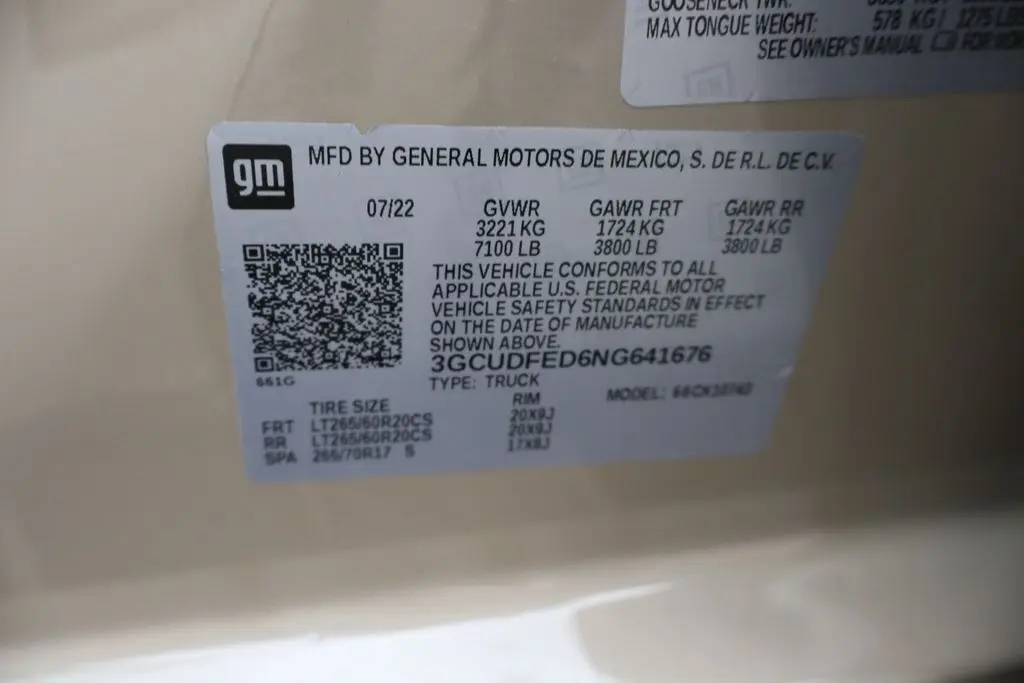 GOOSENECK TWR:
MAX TONGUE WEIGHT: 578 KG/ 1275 LBS
SEE OWNER'S MANUAL FOR MORE
gm
MFD BY GENERAL MOTORS DE MEXICO, S. DE R.L. DE C.V.
07/22 GVWR GAWR FRT GAWR RR
3221 KG 1724 KG 1724 KG
7100 LB 3800 LB 3800 LB
THIS VEHICLE CONFORMS TO ALL
APPLICABLE U.S. FEDERAL MOTOR
VEHICLE SAFETY STANDARDS IN EFFECT
ON THE DATE OF MANUFACTURE
SHOWN ABOVE.
3GCUDFED6NG641676
661G
TYPE: TRUCK
MODEL:
TIRE SIZE RIM
FRT LT265/60R20CS 20X9J
RR LT265/60R20CS 20X9J
SPA 265/70R17 S 17X8J